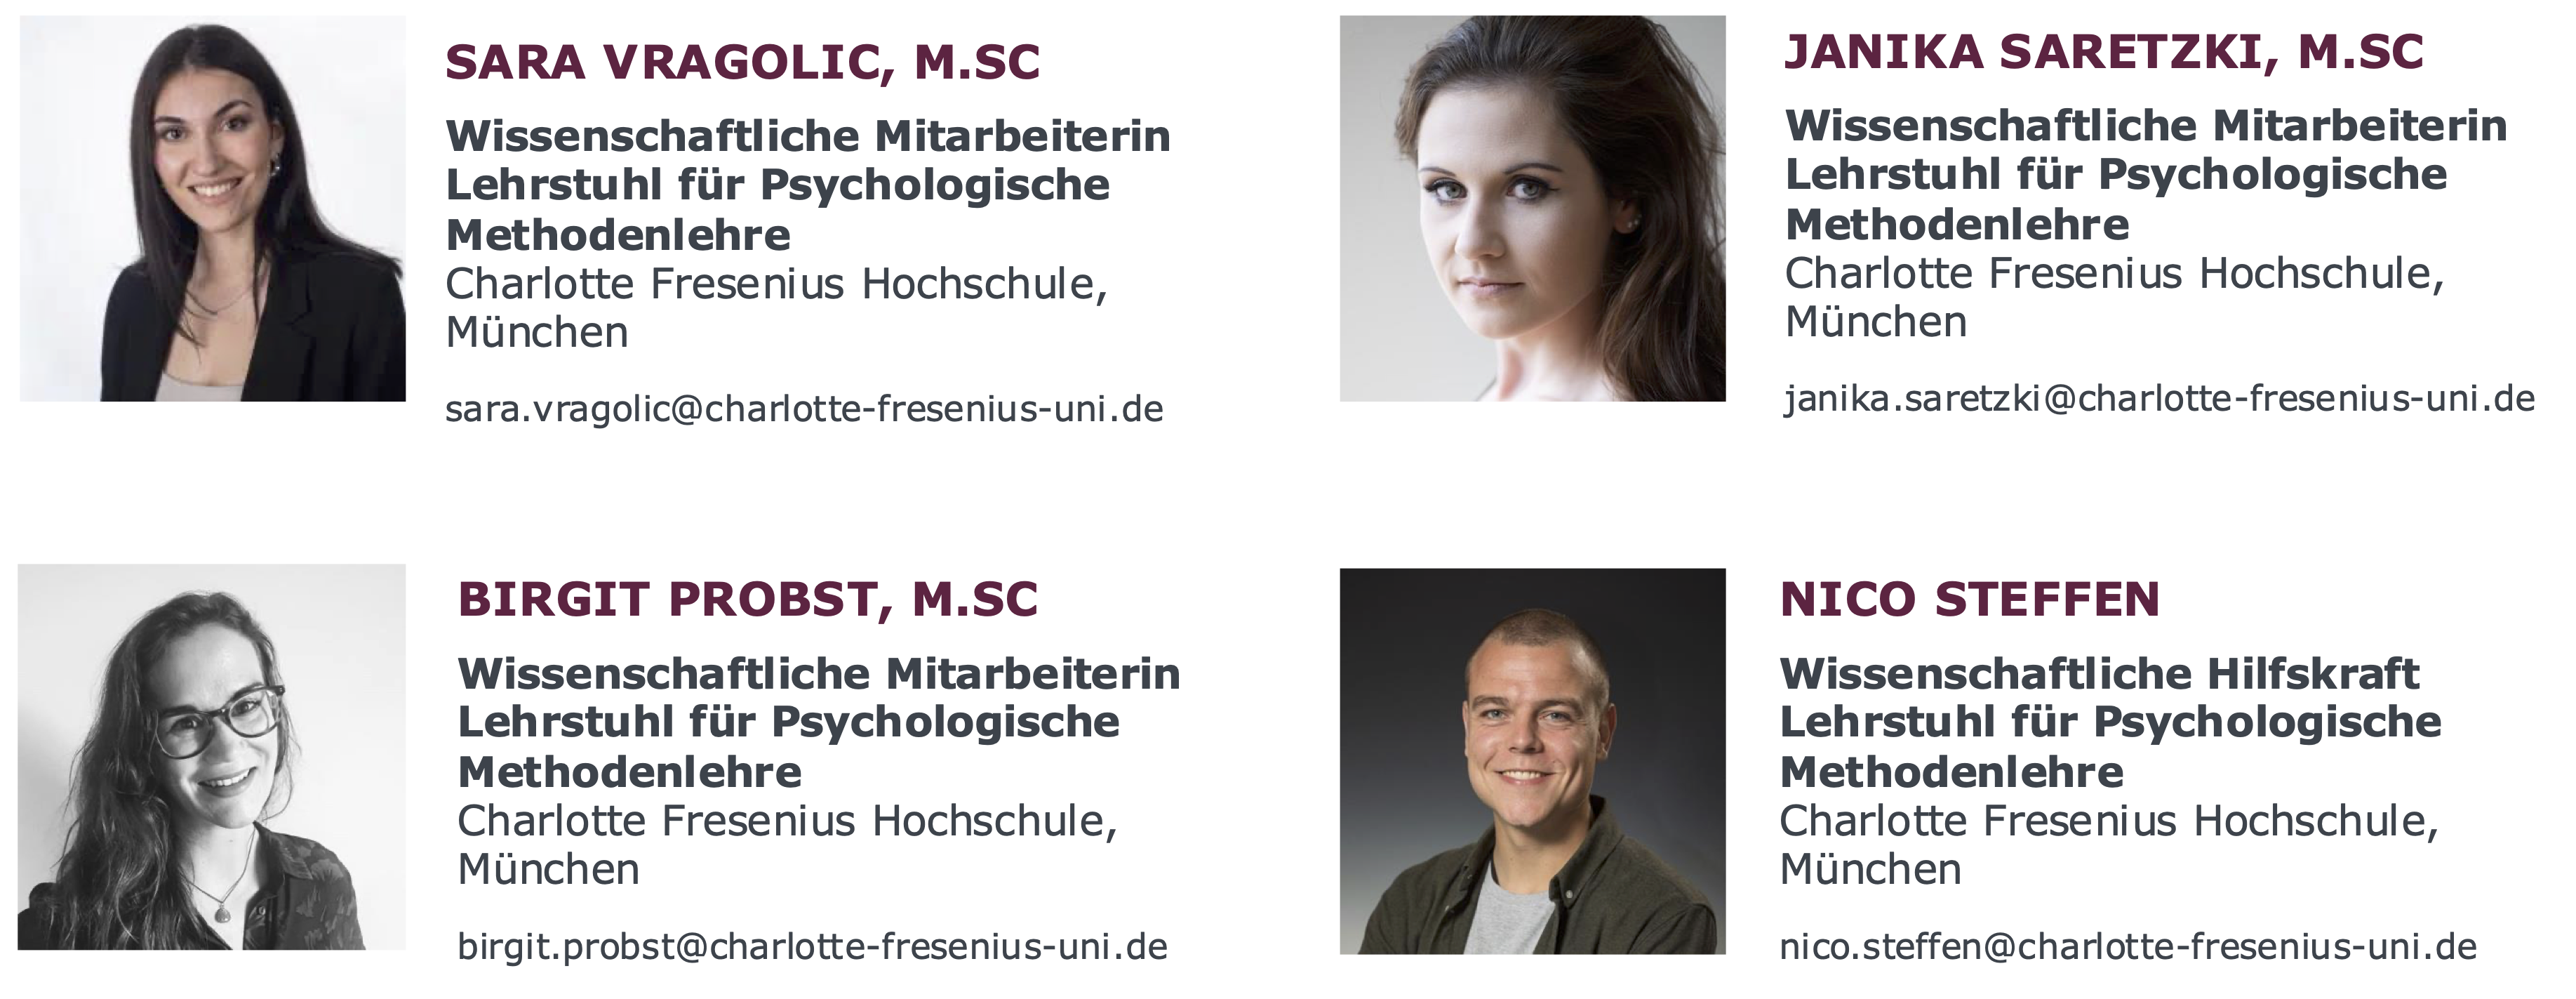 SARA VRAGOLIC, M.SC
Wissenschaftliche Mitarbeiterin
Lehrstuhl für Psychologische
Methodenlehre
Charlotte Fresenius Hochschule,
München
sara.vragolic@charlotte-fresenius-uni.de
JANIKA SARETZKI, M.SC
Wissenschaftliche Mitarbeiterin
Lehrstuhl für Psychologische
Methodenlehre
Charlotte Fresenius Hochschule,
München
janika.saretzki@charlotte-fresenius-uni.de
BIRGIT PROBST, M.SC
Wissenschaftliche Mitarbeiterin
Lehrstuhl für Psychologische
Methodenlehre
Charlotte Fresenius Hochschule,
München
birgit.probst@charlotte-fresenius-uni.de
NICO STEFFEN
Wissenschaftliche Hilfskraft
Lehrstuhl für Psychologische
Methodenlehre
Charlotte Fresenius Hochschule,
München
nico.steffen@charlotte-fresenius-uni.de